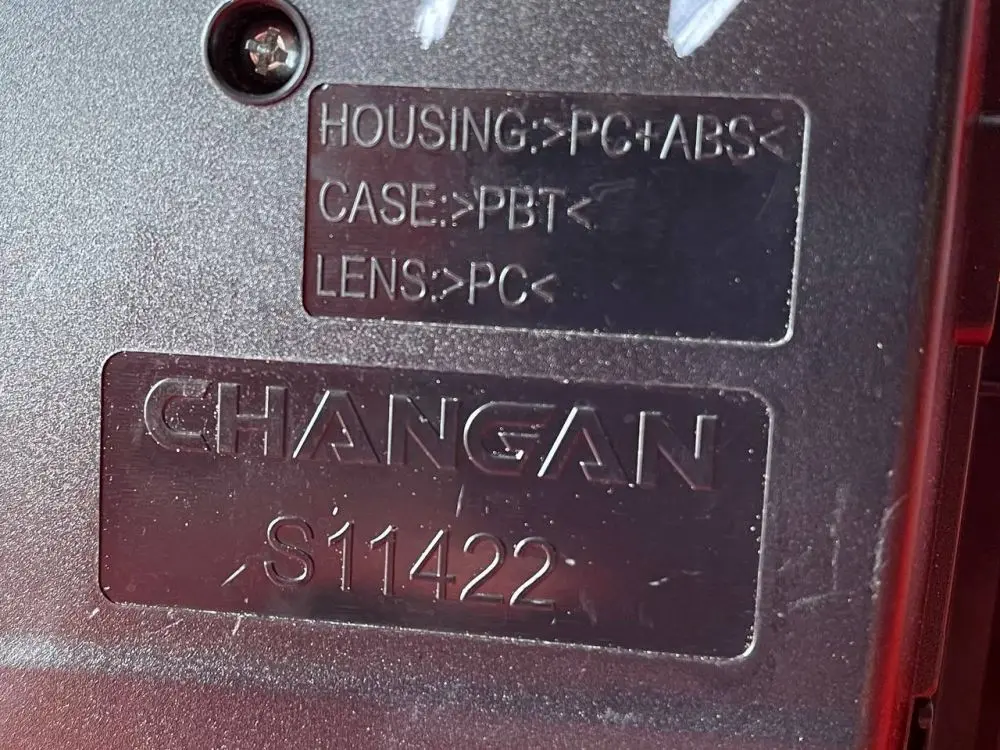 HOUSING:>PC+ABS<
CASE:>PBT<
LENS:>PC<
CHANGAN
S11422